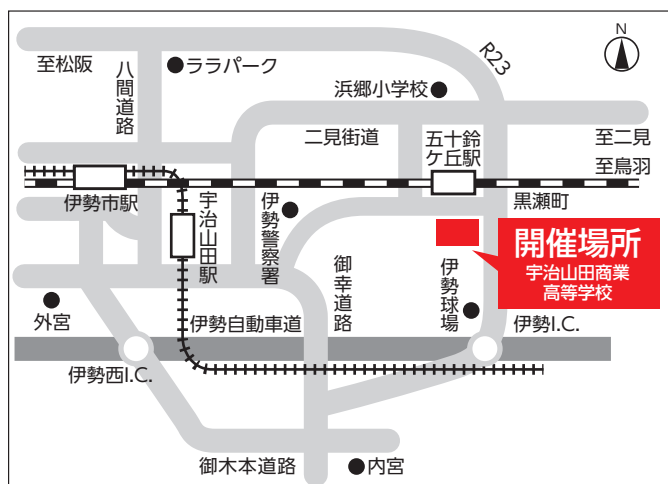 N
R23
至松阪
八間道路
ララパーク
浜郷小学校
二見街道
五十鈴
ケ丘駅
至二見
至鳥羽
伊勢市駅
宇治山田駅
伊勢警察署
黒瀬町
開催場所
宇治山田商業
高等学校
御幸道路
伊勢球場
外宮
伊勢自動車道
伊勢I.C.
伊勢西I.C.
御木本道路
内宮